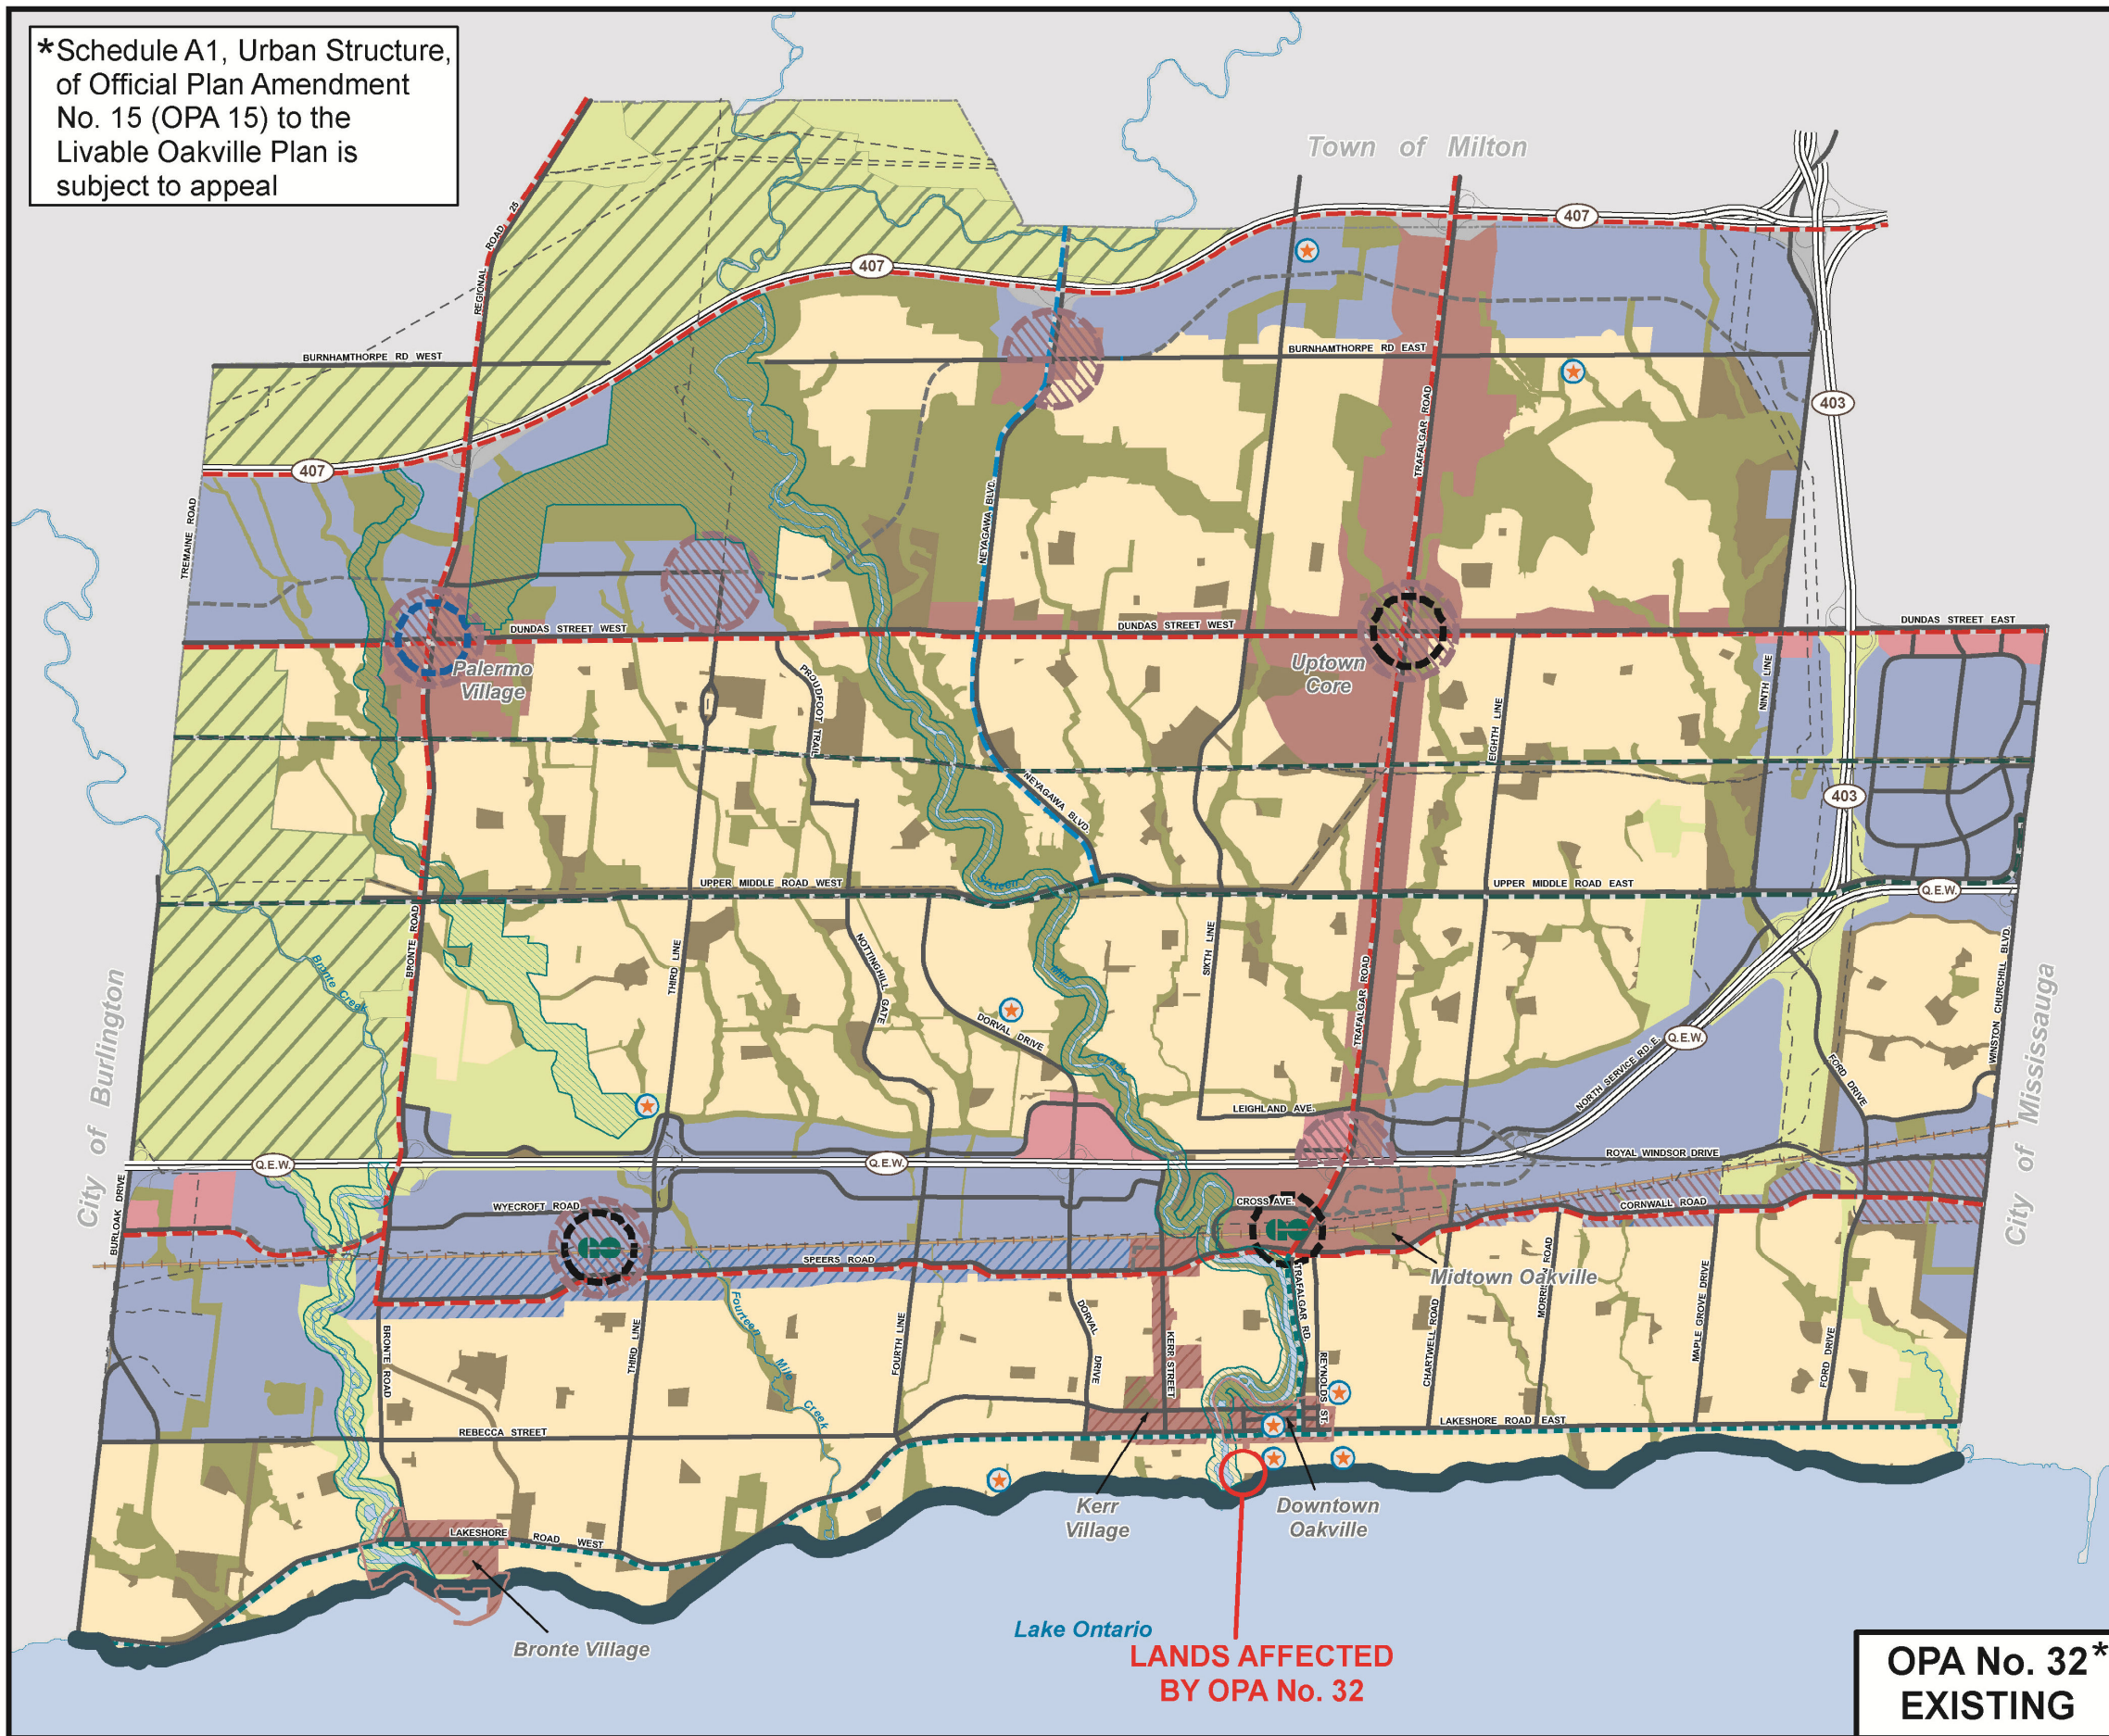 *Schedule A1, Urban Structure,
of Official Plan Amendment
No. 15 (OPA 15) to the
Livable Oakville Plan is
subject to appeal
Town of Milton
407
REGIONAL ROAD 25
407
BURNHAMTHORPE RD WEST
BURNHAMTHORPE RD EAST
TRAFALGAR ROAD
403
407
TREMAINE ROAD
NEYAGAWA BLVD.
DUNDAS STREET WEST
DUNDAS STREET WEST
DUNDAS STREET EAST
Palermo
Village
Uptown
Core
PROUDFOOT TRAIL
EIGHTH LINE
NINTH LINE
NEYAGAWA BLVD.
403
UPPER MIDDLE ROAD WEST
Sixteen
UPPER MIDDLE ROAD EAST
Q.E.W.
BRONTE ROAD
THIRD LINE
NOTTINGHILL GATE
SIXTH LINE
TRAFALGAR ROAD
Bronte Creek
Mile
DORVAL DRIVE
Creek
Q.E.W.
NORTH SERVICE RD. E.
FORD DRIVE
WINSTON CHURCHILL BLVD.
City of Burlington
City of Mississauga
LEIGHLAND AVE.
Q.E.W.
Q.E.W.
ROYAL WINDSOR DRIVE
BURLOAK DRIVE
WYECROFT ROAD
CROSS AVE.
CORNWALL ROAD
GO
GO
SPEERS ROAD
Midtown Oakville
BRONTE ROAD
THIRD LINE
Fourteen
Mile
Creek
FOURTH LINE
DORVAL DRIVE
KERR STREET
TRAFALGAR RD.
REYNOLDS ST.
CHARTWELL ROAD
MORRISON ROAD
MAPLE GROVE DRIVE
FORD DRIVE
REBECCA STREET
LAKESHORE ROAD EAST
Kerr
Village
Downtown
Oakville
LAKESHORE ROAD WEST
Bronte Village
Lake Ontario
LANDS AFFECTED
BY OPA No. 32
OPA No. 32*
EXISTING